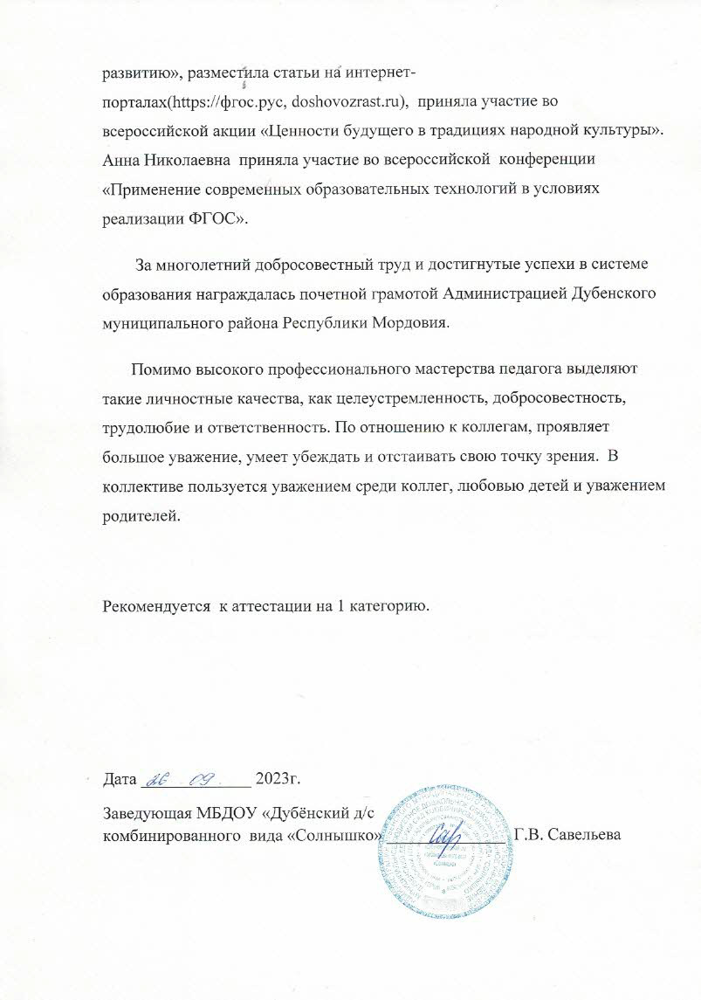 развитию», разместила статьи на интернет-
порталах(https://фгос.рус, doshovozrast.ru),  приняла участие во
всероссийской акции «Ценности будущего в традициях народной культуры».
Анна Николаевна  приняла участие во всероссийской  конференции
«Применение современных образовательных технологий в условиях
реализации ФГОС».
За многолетний добросовестный труд и достигнутые успехи в системе
образования награждалась почетной грамотой Администрацией Дубенского
муниципального района Республики Мордовия.
Помимо высокого профессионального мастерства педагога выделяют
такие личностные качества, как целеустремленность, добросовестность,
трудолюбие и ответственность. По отношению к коллегам, проявляет
большое уважение, умеет убеждать и отстаивать свою точку зрения.  В
коллективе пользуется уважением среди коллег, любовью детей и уважением
родителей.
Рекомендуется  к аттестации на 1 категорию.
Дата 26.09. 2023г.
Заведующая МБДОУ «Дубёнский д/с
комбинированного  вида «Солнышко» Г.В. Савельева